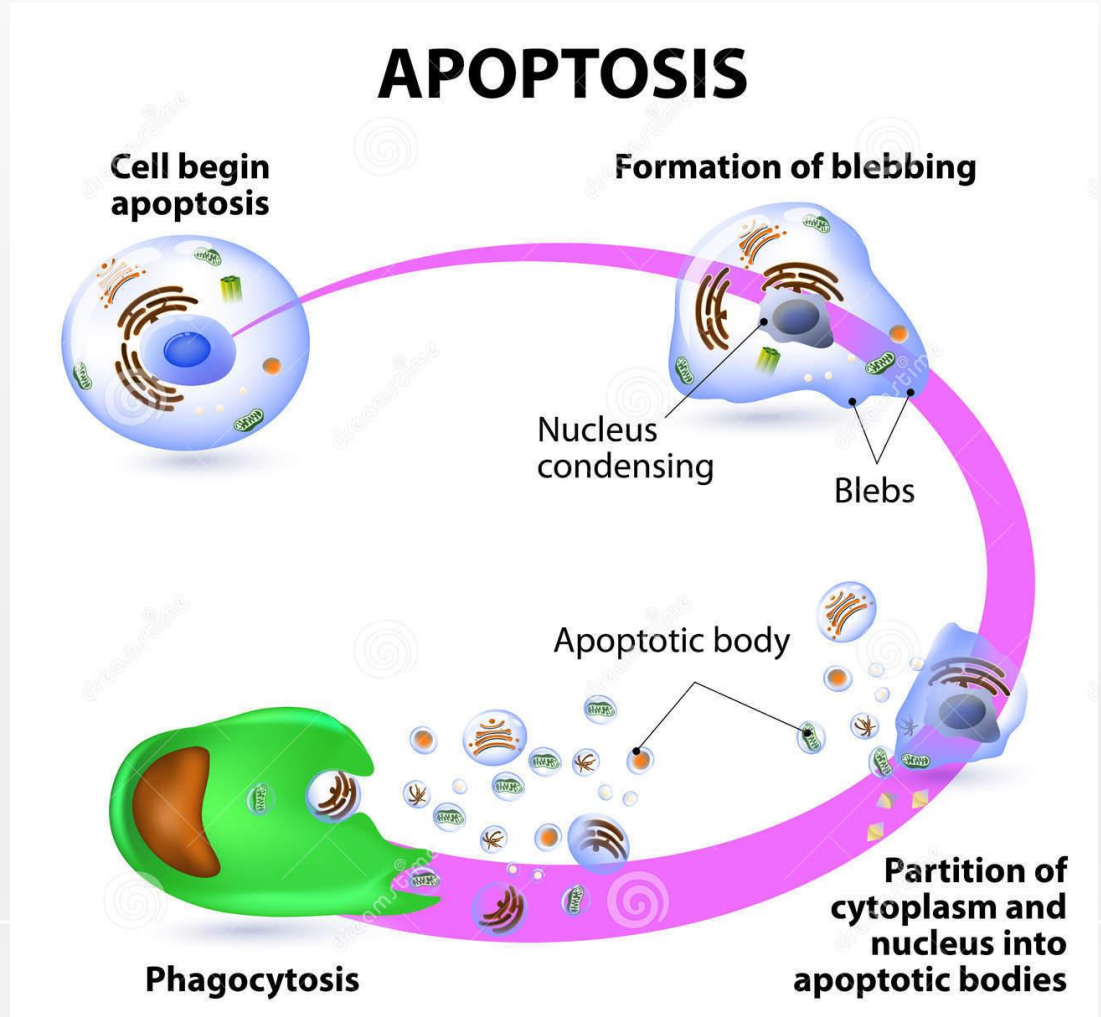 APOPTOSIS
Cell begin
apoptosis
Formation of blebbing
Nucleus
condensing
Blebs
Apoptotic body
Partition of
cytoplasm and
nucleus into
apoptotic bodies
Phagocytosis
dreamstime